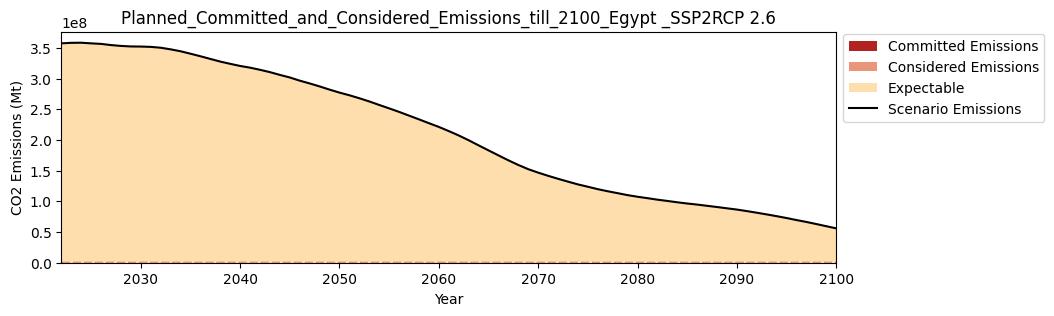 Planned_Committed_and_Considered_Emissions_till_2100_Egypt _SSP2RCP 2.6
1e8
3.5
3.0
2.5
2.0
1.5
1.0
0.5
0.0
CO2 Emissions (Mt)
2030 2040 2050 2060 2070 2080 2090 2100
Year
Committed Emissions
Considered Emissions
Expectable
Scenario Emissions